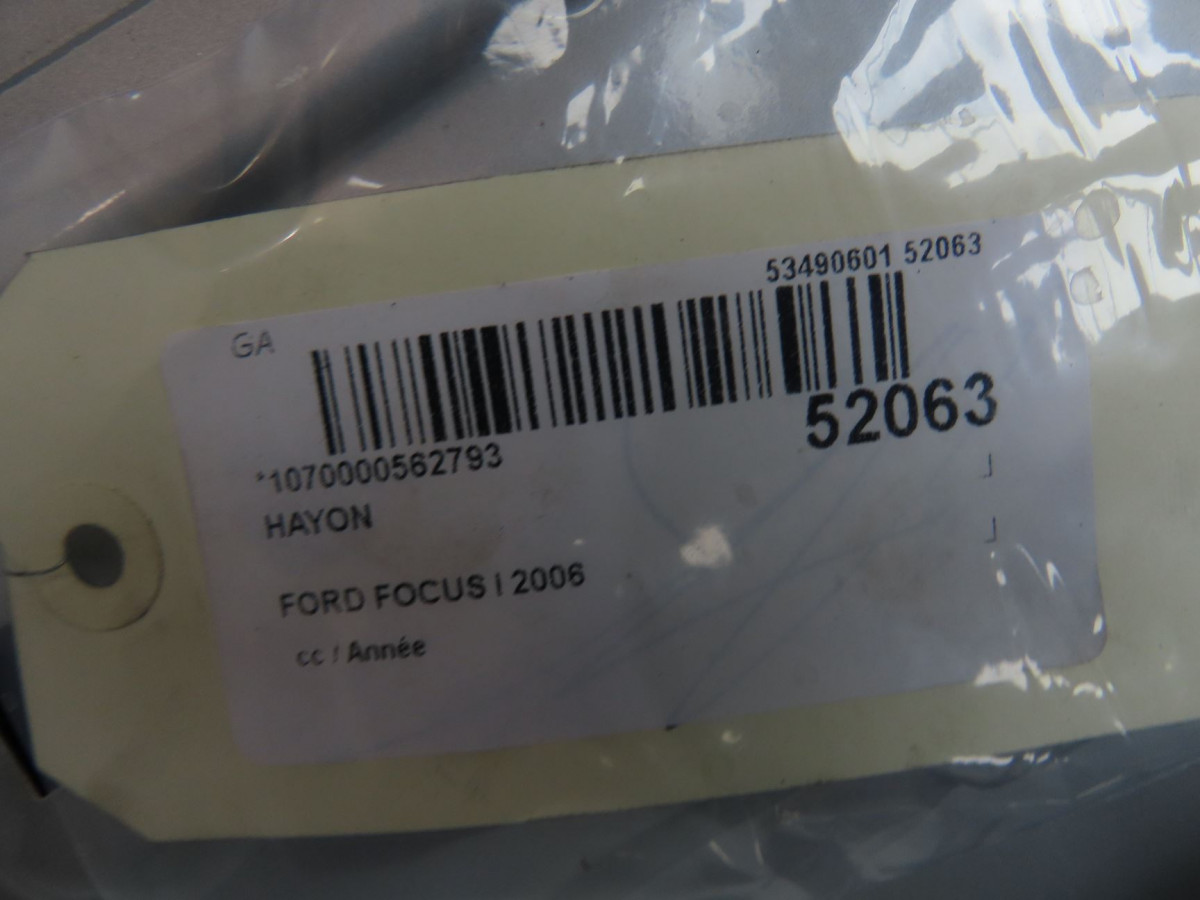 53490601 52063
GA
52063
*1070000562793
HAYON
FORD FOCUS I 2006
cc / Année